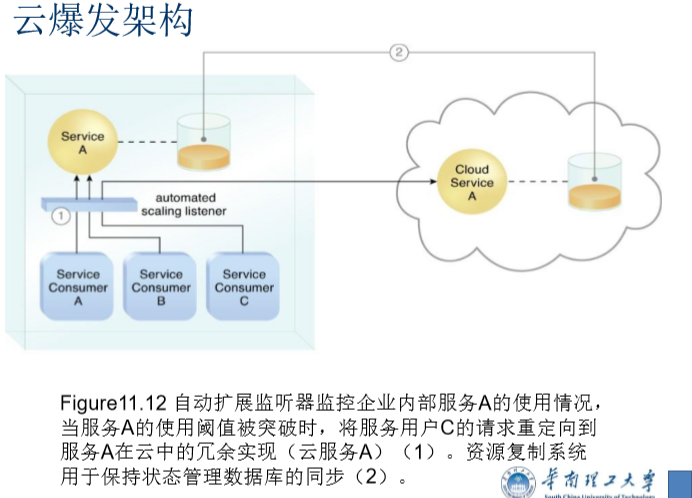 云爆发架构
2
Service
A
Cloud
Service
A
automated
scaling listener
1
Service
Consumer
A
Service
Consumer
B
Service
Consumer
C
Figure11.12 自动扩展监听器监控企业内部服务A的使用情况，
当服务A的使用阈值被突破时，将服务用户C的请求重定向到
服务A在云中的冗余实现（云服务A）（1）。资源复制系统
用于保持状态管理数据库的同步（2）。
华南理工大学
South China University of Technology